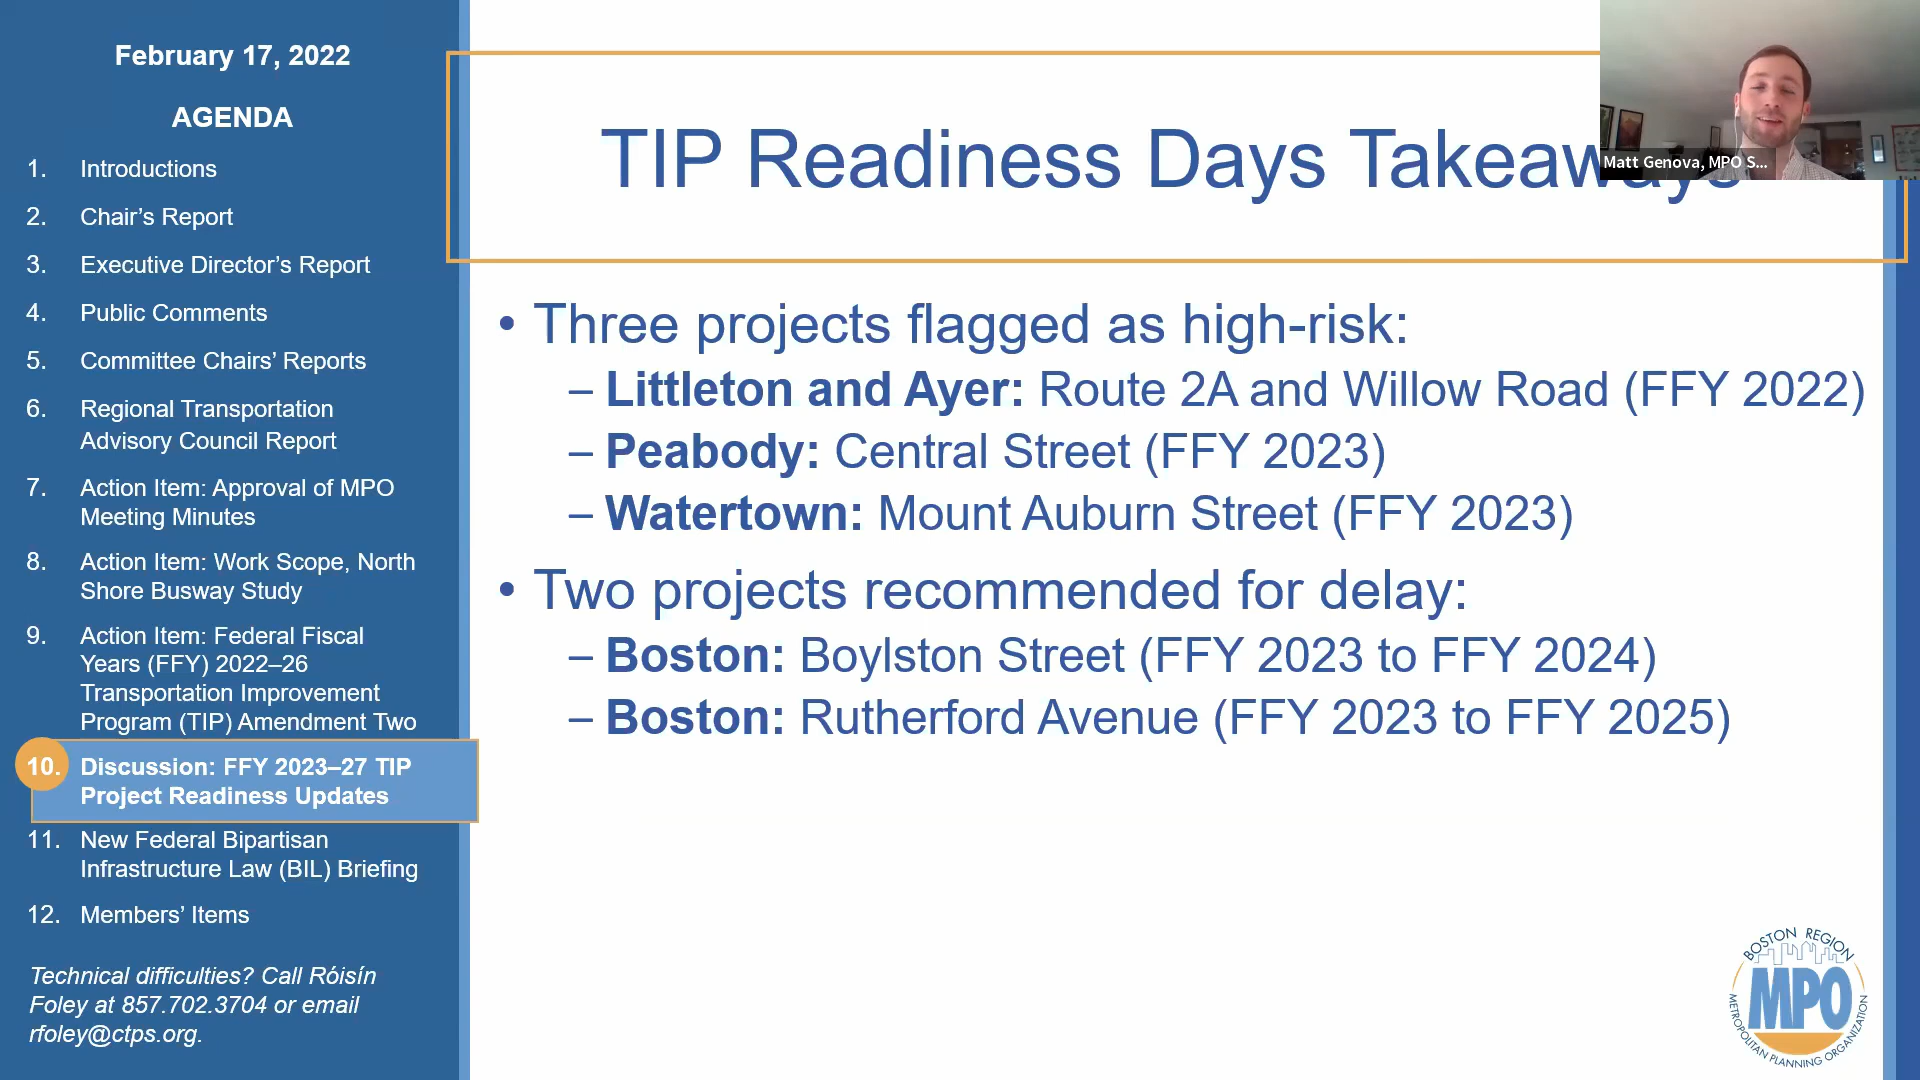 February 17, 2022
AGENDA
1. Introductions
2. Chair's Report
3. Executive Director's Report
4. Public Comments
5. Committee Chairs' Reports
6. Regional Transportation
Advisory Council Report
7. Action Item: Approval of MPO
Meeting Minutes
8. Action Item: Work Scope, North
Shore Busway Study
9. Action Item: Federal Fiscal
Years (FFY) 2022–26
Transportation Improvement
Program (TIP) Amendment Two
10. Discussion: FFY 2023–27 TIP
Project Readiness Updates
11. New Federal Bipartisan
Infrastructure Law (BIL) Briefing
12. Members' Items
Technical difficulties? Call Róisín
Foley at 857.702.3704 or email
rfoley@ctps.org.
TIP Readiness Days Takeaways
Matt Genova, MPO S...
• Three projects flagged as high-risk:
– Littleton and Ayer: Route 2A and Willow Road (FFY 2022)
– Peabody: Central Street (FFY 2023)
– Watertown: Mount Auburn Street (FFY 2023)
• Two projects recommended for delay:
– Boston: Boylston Street (FFY 2023 to FFY 2024)
– Boston: Rutherford Avenue (FFY 2023 to FFY 2025)
BOSTON REGION
MPO
METROPOLITAN PLANNING ORGANIZATION